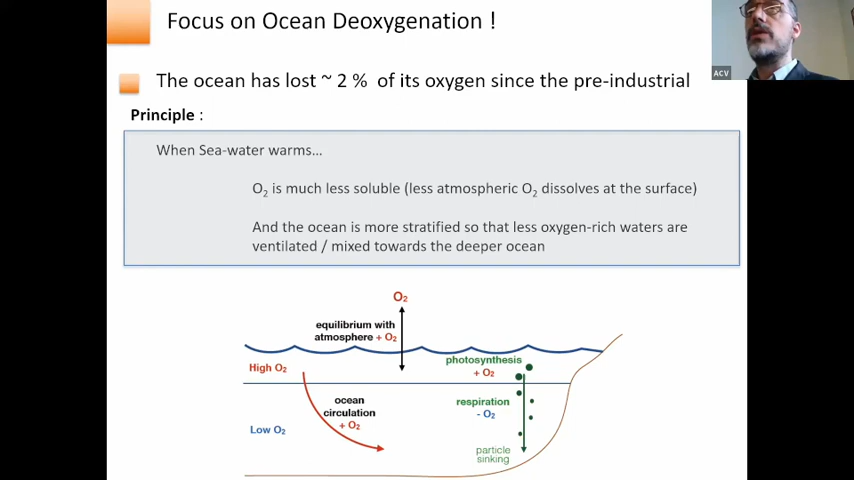 Focus on Ocean Deoxygenation !
ACV
The ocean has lost ~ 2 % of its oxygen since the pre-industrial
Principle :
When Sea-water warms…
O₂ is much less soluble (less atmospheric O₂ dissolves at the surface)
And the ocean is more stratified so that less oxygen-rich waters are
ventilated / mixed towards the deeper ocean
O₂
equilibrium with
atmosphere + O₂
High O₂
photosynthesis
+ O₂
ocean
circulation
+ O₂
respiration
- O₂
Low O₂
particle
sinking